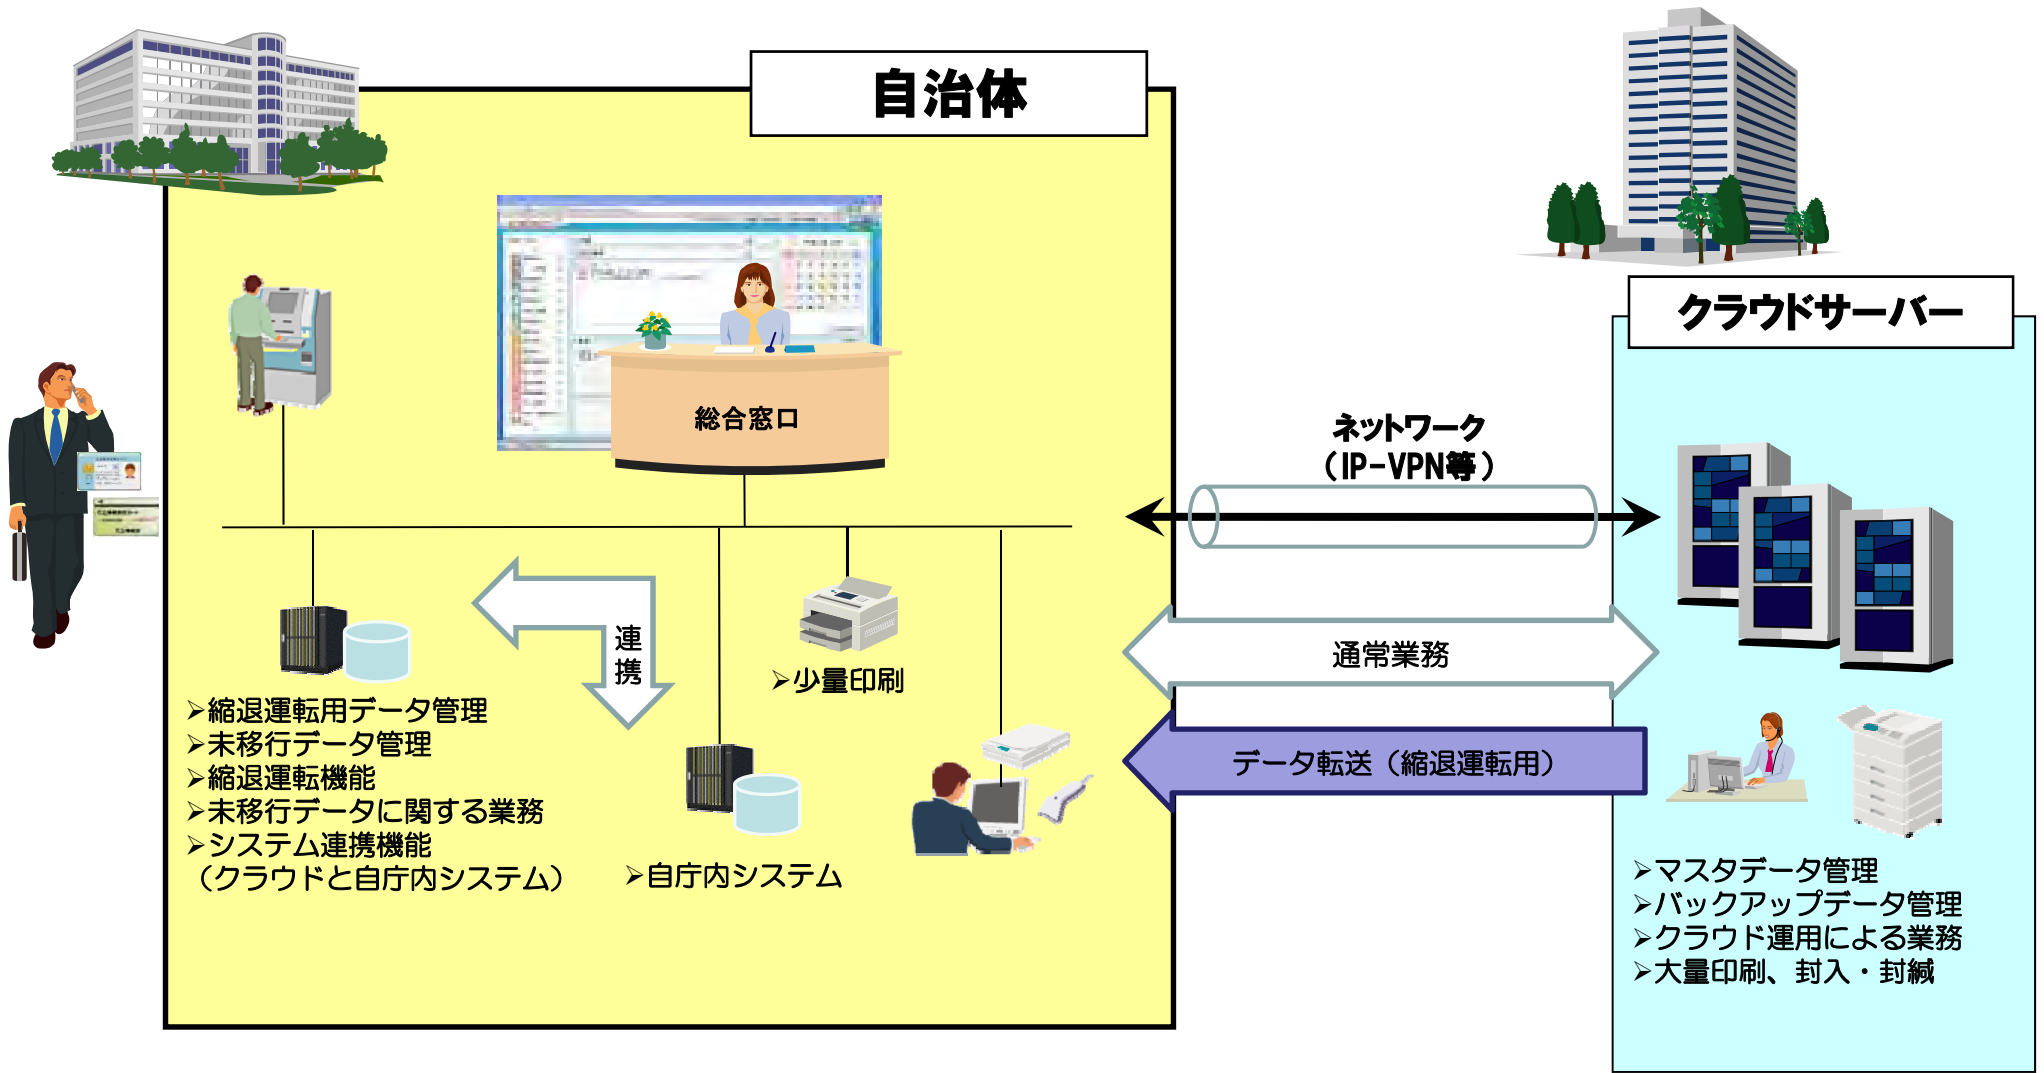 自治体
クラウドサーバー
総合窓口
ネットワーク
（IP-VPN等）
連
携
通常業務
データ転送（縮退運転用）
➢少量印刷
➢縮退運転用データ管理
➢未移行データ管理
➢縮退運転機能
➢未移行データに関する業務
➢システム連携機能
（クラウドと自庁内システム）
➢自庁内システム
➢マスタデータ管理
➢バックアップデータ管理
➢クラウド運用による業務
➢大量印刷、封入・封緘